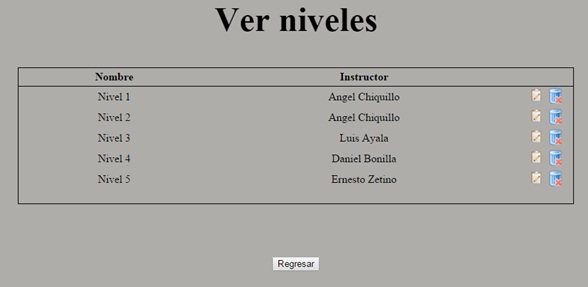 Ver niveles
Nombre Instructor
Nivel 1 Angel Chiquillo
Nivel 2 Angel Chiquillo
Nivel 3 Luis Ayala
Nivel 4 Daniel Bonilla
Nivel 5 Ernesto Zetino
Regresar